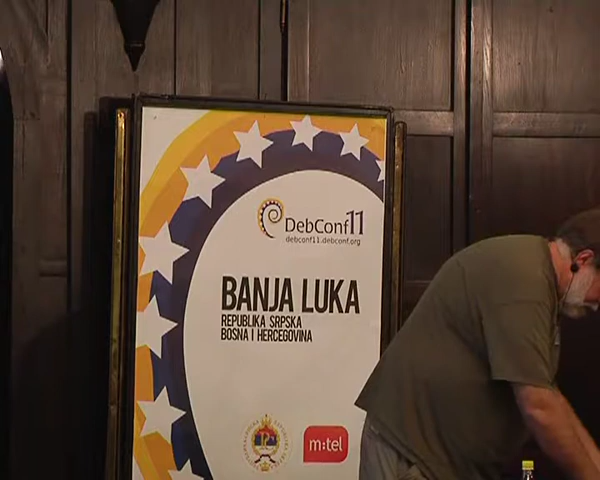 DebConf11
debconf11.debconf.org
BANJA LUKA
REPUBLIKA SRPSKA
BOSNA I HERCEGOVINA
m:tel